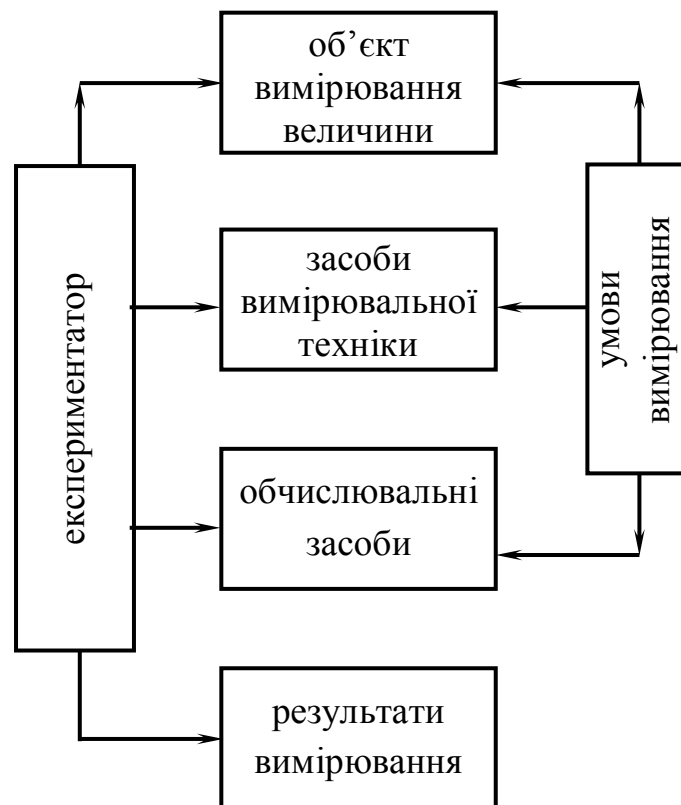 об’єкт
вимірювання
величини
експериментатор
засоби
вимірювальної
техніки
умови
вимірювання
обчислювальні
засоби
результати
вимірювання